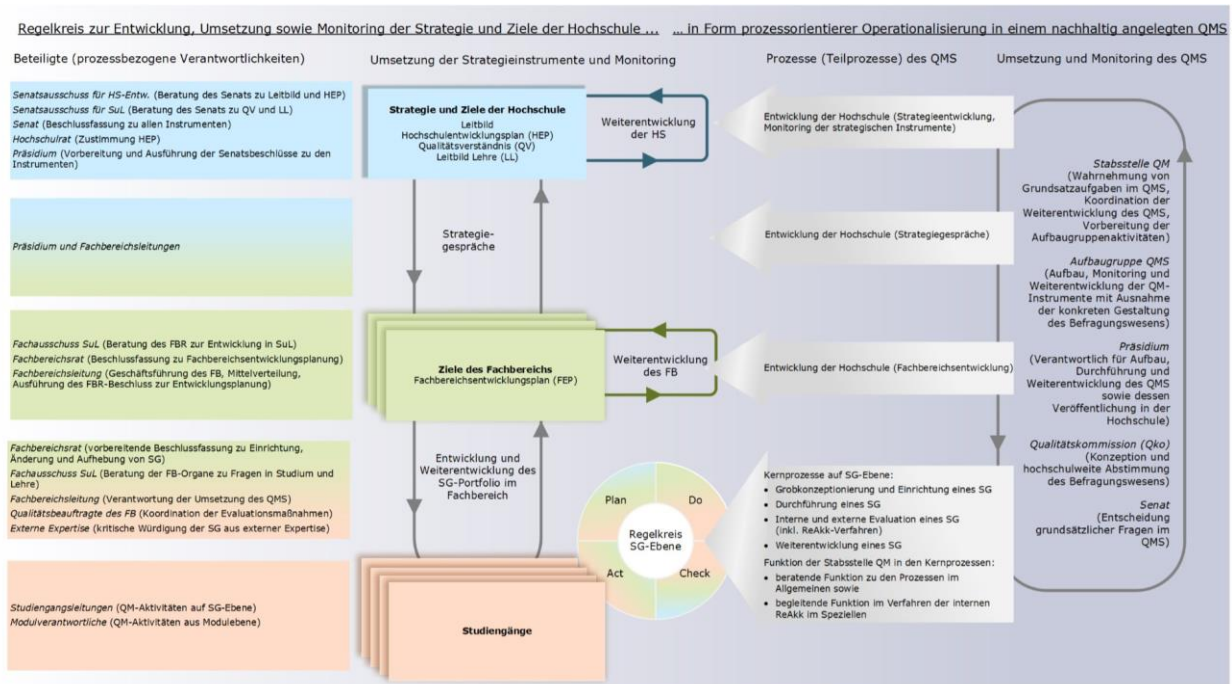 Regelkreis zur Entwicklung, Umsetzung sowie Monitoring der Strategie und Ziele der Hochschule ...
... in Form prozessorientierer Operationalisierung in einem nachhaltig angelegten QMS
Beteiligte (prozessbezogene Verantwortlichkeiten)
Umsetzung der Strategieinstrumente und Monitoring
Prozesse (Teilprozesse) des QMS
Umsetzung und Monitoring des QMS
Senatsausschuss für HS-Entw. (Beratung des Senats zu Leitbild und HEP)
Senatsausschuss für SuL (Beratung des Senats zu QV und LL)
Senat (Beschlussfassung zu allen Instrumenten)
Hochschulrat (Zustimmung HEP)
Präsidium (Vorbereitung und Ausführung der Senatsbeschlüsse zu den
Instrumenten)
Strategie und Ziele der Hochschule
Leitbild
Hochschulentwicklungsplan (HEP)
Qualitätsverständnis (QV)
Leitbild Lehre (LL)
Weiterentwicklung
der HS
Entwicklung der Hochschule (Strategieentwicklung,
Monitoring der strategischen Instrumente)
Präsidium und Fachbereichsleitungen
Strategie-
gespräche
Entwicklung der Hochschule (Strategiegespräche)
Fachausschuss SuL (Beratung des FBR zur Entwicklung in SuL)
Fachbereichsrat (Beschlussfassung zu Fachbereichsentwicklungsplanung)
Fachbereichsleitung (Geschäftsführung des FB, Mittelverteilung,
Ausführung des FBR-Beschluss zur Entwicklungsplanung)
Ziele des Fachbereichs
Fachbereichsentwicklungsplan (FEP)
Weiterentwicklung
des FB
Entwicklung der Hochschule (Fachbereichsentwicklung)
Fachbereichsrat (vorbereitende Beschlussfassung zu Einrichtung,
Änderung und Aufhebung von SG)
Fachausschuss SuL (Beratung der FB-Organe zu Fragen in Studium und
Lehre)
Fachbereichsleitung (Verantwortung der Umsetzung des QMS)
Qualitätsbeauftragte des FB (Koordination der Evaluationsmaßnahmen)
Externe Expertise (kritische Würdigung der SG aus externer Expertise)
Entwicklung und
Weiterentwicklung des
SG-Portfolio im
Fachbereich
Plan
Do
Regelkreis
SG-Ebene
Act
Check
Kernprozesse auf SG-Ebene:
• Grobkonzeptionierung und Einrichtung eines SG
• Durchführung eines SG
• Interne und externe Evaluation eines SG
(inkl. ReAkk-Verfahren)
• Weiterentwicklung eines SG
Funktion der Stabsstelle QM in den Kernprozessen:
• beratende Funktion zu den Prozessen im
Allgemeinen sowie
• begleitende Funktion im Verfahren der internen
ReAkk im Speziellen
Studiengangsleitungen (QM-Aktivitäten auf SG-Ebene)
Modulverantwortliche (QM-Aktivitäten aus Modulebene)
Studiengänge
Stabsstelle QM
(Wahrnehmung von
Grundsatzaufgaben im QMS,
Koordination der
Weiterentwicklung des QMS,
Vorbereitung der
Aufbaugruppenaktivitäten)
Aufbaugruppe QMS
(Aufbau, Monitoring und
Weiterentwicklung der QM-
Instrumente mit Ausnahme
der konkreten Gestaltung
des Befragungswesens)
Präsidium
(Verantwortlich für Aufbau,
Durchführung und
Weiterentwicklung des QMS
sowie dessen
Veröffentlichung in der
Hochschule)
Qualitätskommission (Qko)
(Konzeption und
hochschulweite Abstimmung
des Befragungswesens)
Senat
(Entscheidung
grundsätzlicher Fragen im
QMS)